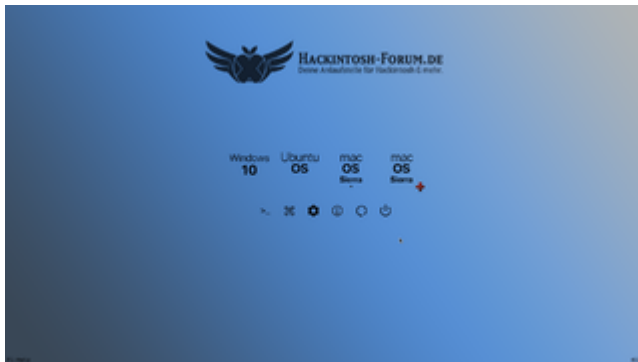 HACKINTOSH-FORUM.DE
Deine Anlaufstelle für Hackintosh & mehr.
Windows Ubuntu mac mac
10 OS OS OS
Sierra Sierra